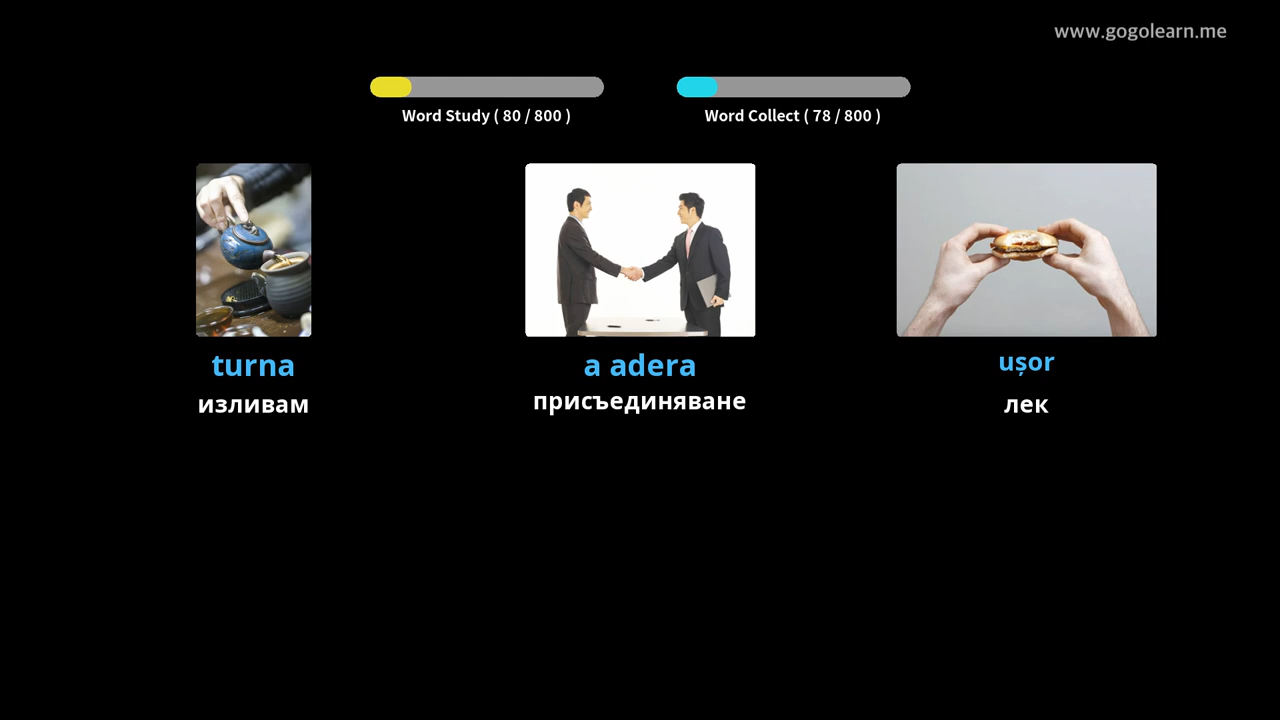 www.gogolearn.me
Word Study ( 80 / 800 )
Word Collect ( 78 / 800 )
turna
изливам
a adera
присъединяване
ușor
лек